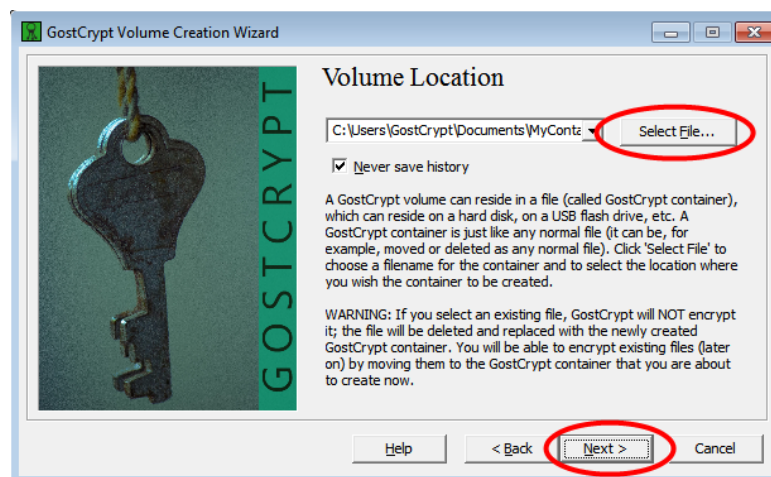 GostCrypt Volume Creation Wizard
GOSTCRYPT
Volume Location
C:\Users\GostCrypt\Documents\MyConta
Select File...
Never save history
A GostCrypt volume can reside in a file (called GostCrypt container),
which can reside on a hard disk, on a USB flash drive, etc. A
GostCrypt container is just like any normal file (it can be, for
example, moved or deleted as any normal file). Click 'Select File' to
choose a filename for the container and to select the location where
you wish the container to be created.
WARNING: If you select an existing file, GostCrypt will NOT encrypt
it; the file will be deleted and replaced with the newly created
GostCrypt container. You will be able to encrypt existing files (later
on) by moving them to the GostCrypt container that you are about
to create now.
Help
< Back
Next >
Cancel